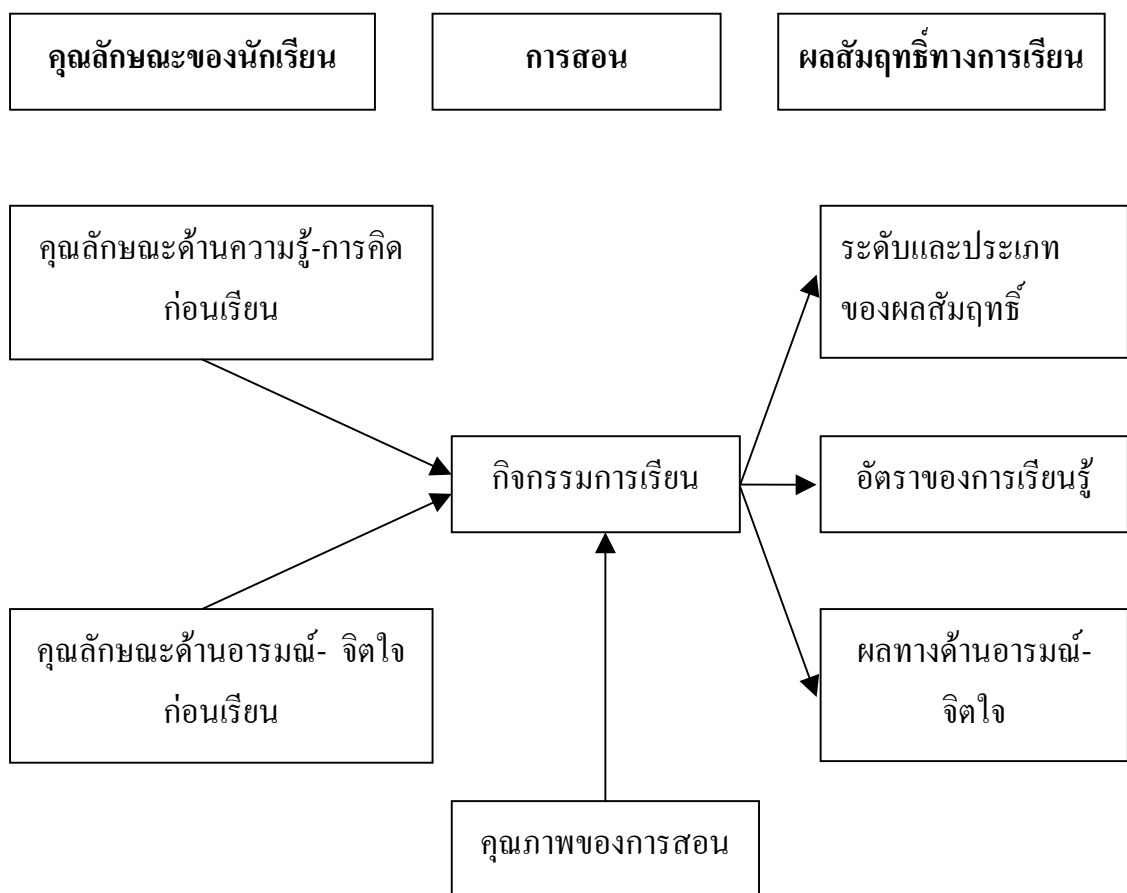 คุณลักษณะของนักเรียน
การสอน
ผลสัมฤทธิ์ทางการเรียน
คุณลักษณะด้านความรู้-การคิด
ก่อนเรียน
ระดับและประเภท
ของผลสัมฤทธิ์
กิจกรรมการเรียน
อัตราของการเรียนรู้
คุณลักษณะด้านอารมณ์- จิตใจ
ก่อนเรียน
ผลทางด้านอารมณ์-
จิตใจ
คุณภาพของการสอน